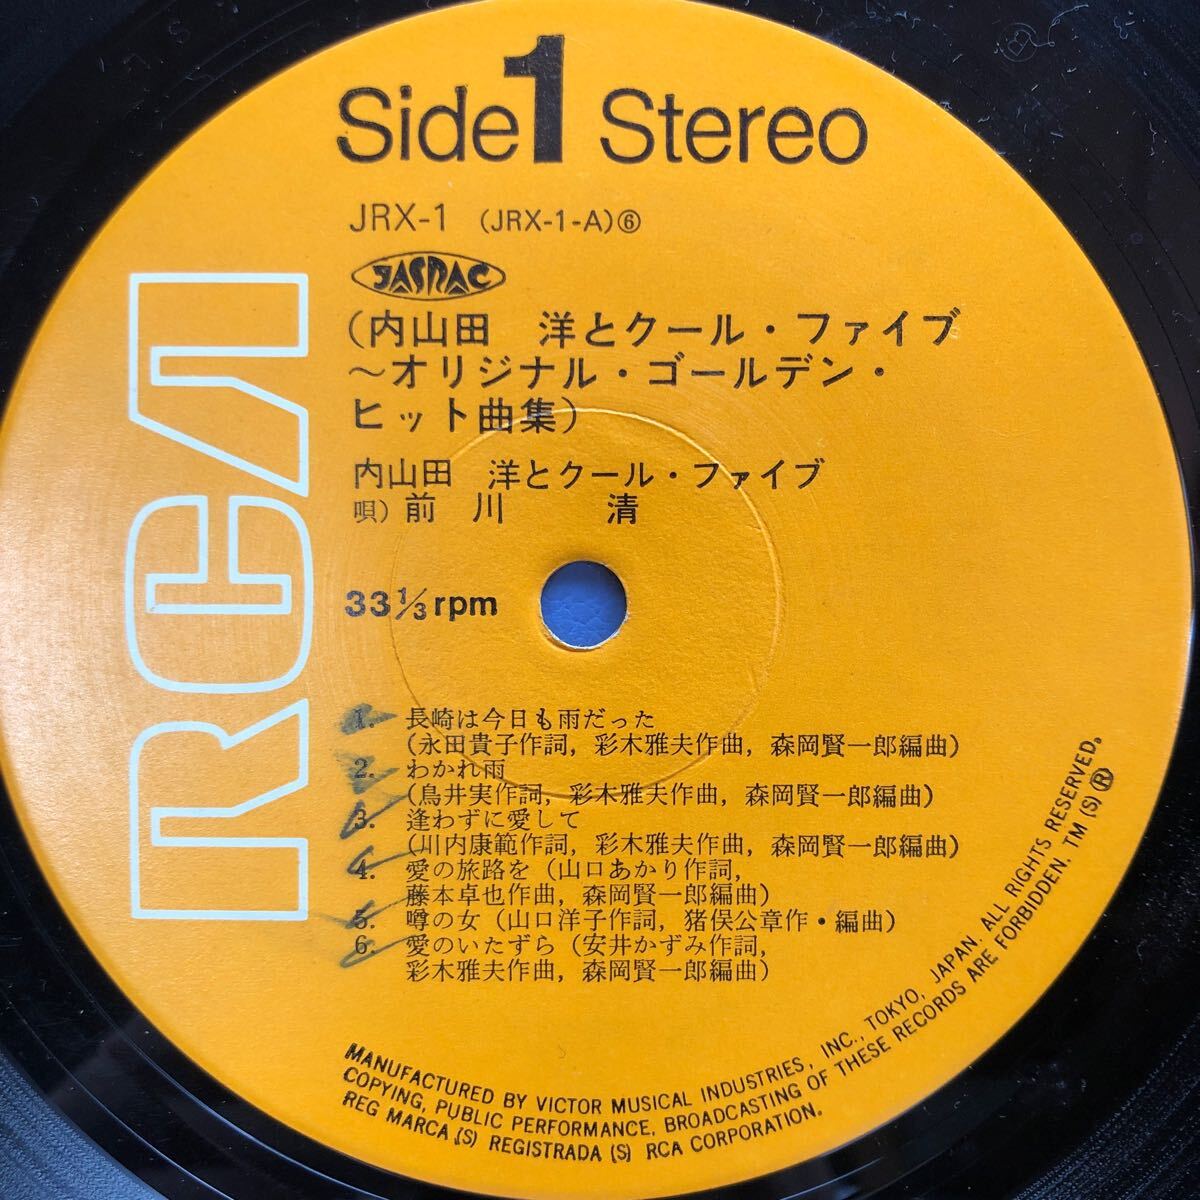 Side 1 Stereo
JRX-1 (JRX-1-A)⑥
JASRAC
(内山田 洋とクール・ファイブ
～オリジナル・ゴールデン・
ヒット曲集)
内山田 洋とクール・ファイブ
唄) 前川 清
33 1/3 rpm
RCA
1. 長崎は今日も雨だった
(永田貴子作詞, 彩木雅夫作曲, 森岡賢一郎編曲)
2. わかれ雨
(鳥井実作詞, 彩木雅夫作曲, 森岡賢一郎編曲)
3. 逢わずに愛して
(川内康範作詞, 彩木雅夫作曲, 森岡賢一郎編曲)
4. 愛の旅路を (山口あかり作詞,
藤本卓也作曲, 森岡賢一郎編曲)
5. 噂の女 (山口洋子作詞, 猪俣公章作・編曲)
6. 愛のいたずら (安井かずみ作詞,
彩木雅夫作曲, 森岡賢一郎編曲)
MANUFACTURED BY VICTOR MUSICAL INDUSTRIES, INC., TOKYO, JAPAN. ALL RIGHTS RESERVED.
COPYING, PUBLIC PERFORMANCE, BROADCASTING OF THESE RECORDS ARE FORBIDDEN. TM (S) ®
REG MARCA (S) REGISTRADA (S) RCA CORPORATION.